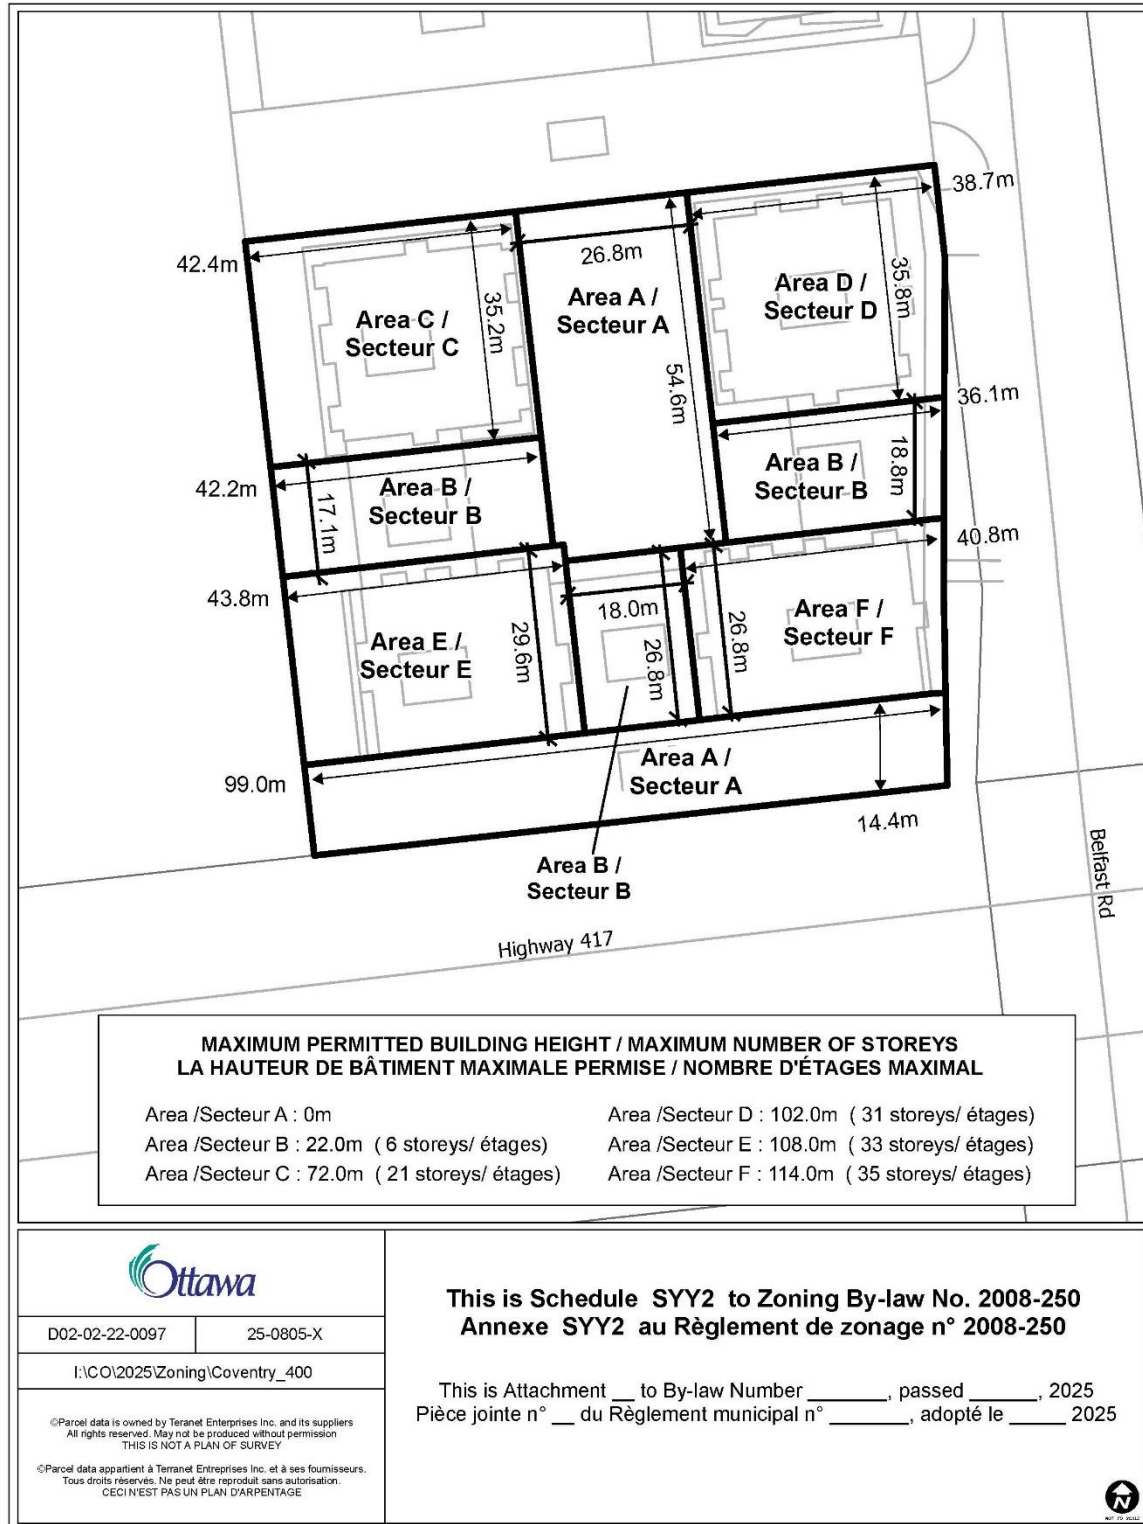 38.7m
42.4m
26.8m
Area A /
Secteur A
Area D /
Secteur D
35.8m
Area C /
Secteur C
35.2m
54.6m
36.1m
42.2m
Area B /
Secteur B
17.1m
Area B /
Secteur B
18.8m
40.8m
43.8m
18.0m
Area E /
Secteur E
29.6m
26.8m
26.8m
Area F /
Secteur F
99.0m
Area A /
Secteur A
14.4m
Area B /
Secteur B
Belfast Rd
Highway 417
MAXIMUM PERMITTED BUILDING HEIGHT / MAXIMUM NUMBER OF STOREYS
LA HAUTEUR DE BÂTIMENT MAXIMALE PERMISE / NOMBRE D'ÉTAGES MAXIMAL
Area /Secteur A : 0m
Area /Secteur B : 22.0m ( 6 storeys/ étages)
Area /Secteur C : 72.0m ( 21 storeys/ étages)
Area /Secteur D : 102.0m ( 31 storeys/ étages)
Area /Secteur E : 108.0m ( 33 storeys/ étages)
Area /Secteur F : 114.0m ( 35 storeys/ étages)
Ottawa
D02-02-22-0097 25-0805-X
I:\CO\2025\Zoning\Coventry_400
©Parcel data is owned by Teranet Enterprises Inc. and its suppliers
All rights reserved. May not be produced without permission
THIS IS NOT A PLAN OF SURVEY
©Parcel data appartient à Terranet Entreprises Inc. et à ses fournisseurs.
Tous droits réservés. Ne peut être reproduit sans autorisation.
CECI N'EST PAS UN PLAN D'ARPENTAGE
This is Schedule SYY2 to Zoning By-law No. 2008-250
Annexe SYY2 au Règlement de zonage n° 2008-250
This is Attachment __ to By-law Number _______, passed ______, 2025
Pièce jointe n° __ du Règlement municipal n° _______, adopté le _____ 2025
N
NOT TO SCALE